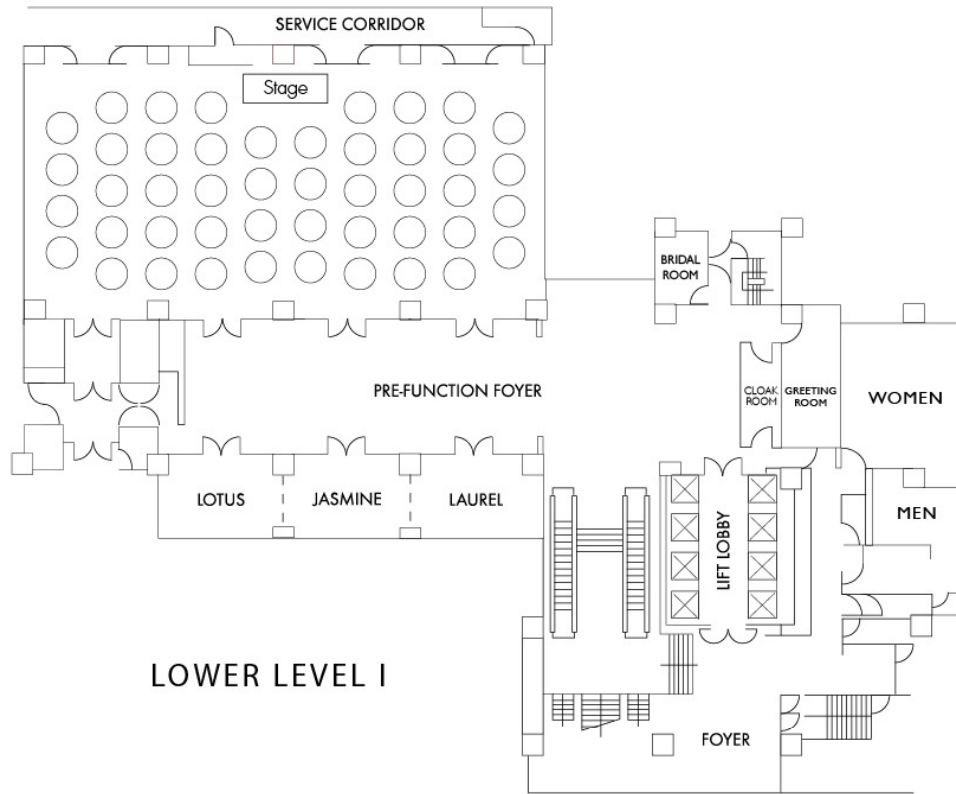 SERVICE CORRIDOR
Stage
BRIDAL
ROOM
PRE-FUNCTION FOYER
CLOAK
ROOM
GREETING
ROOM
WOMEN
LOTUS
JASMINE
LAUREL
LIFT LOBBY
MEN
LOWER LEVEL I
FOYER